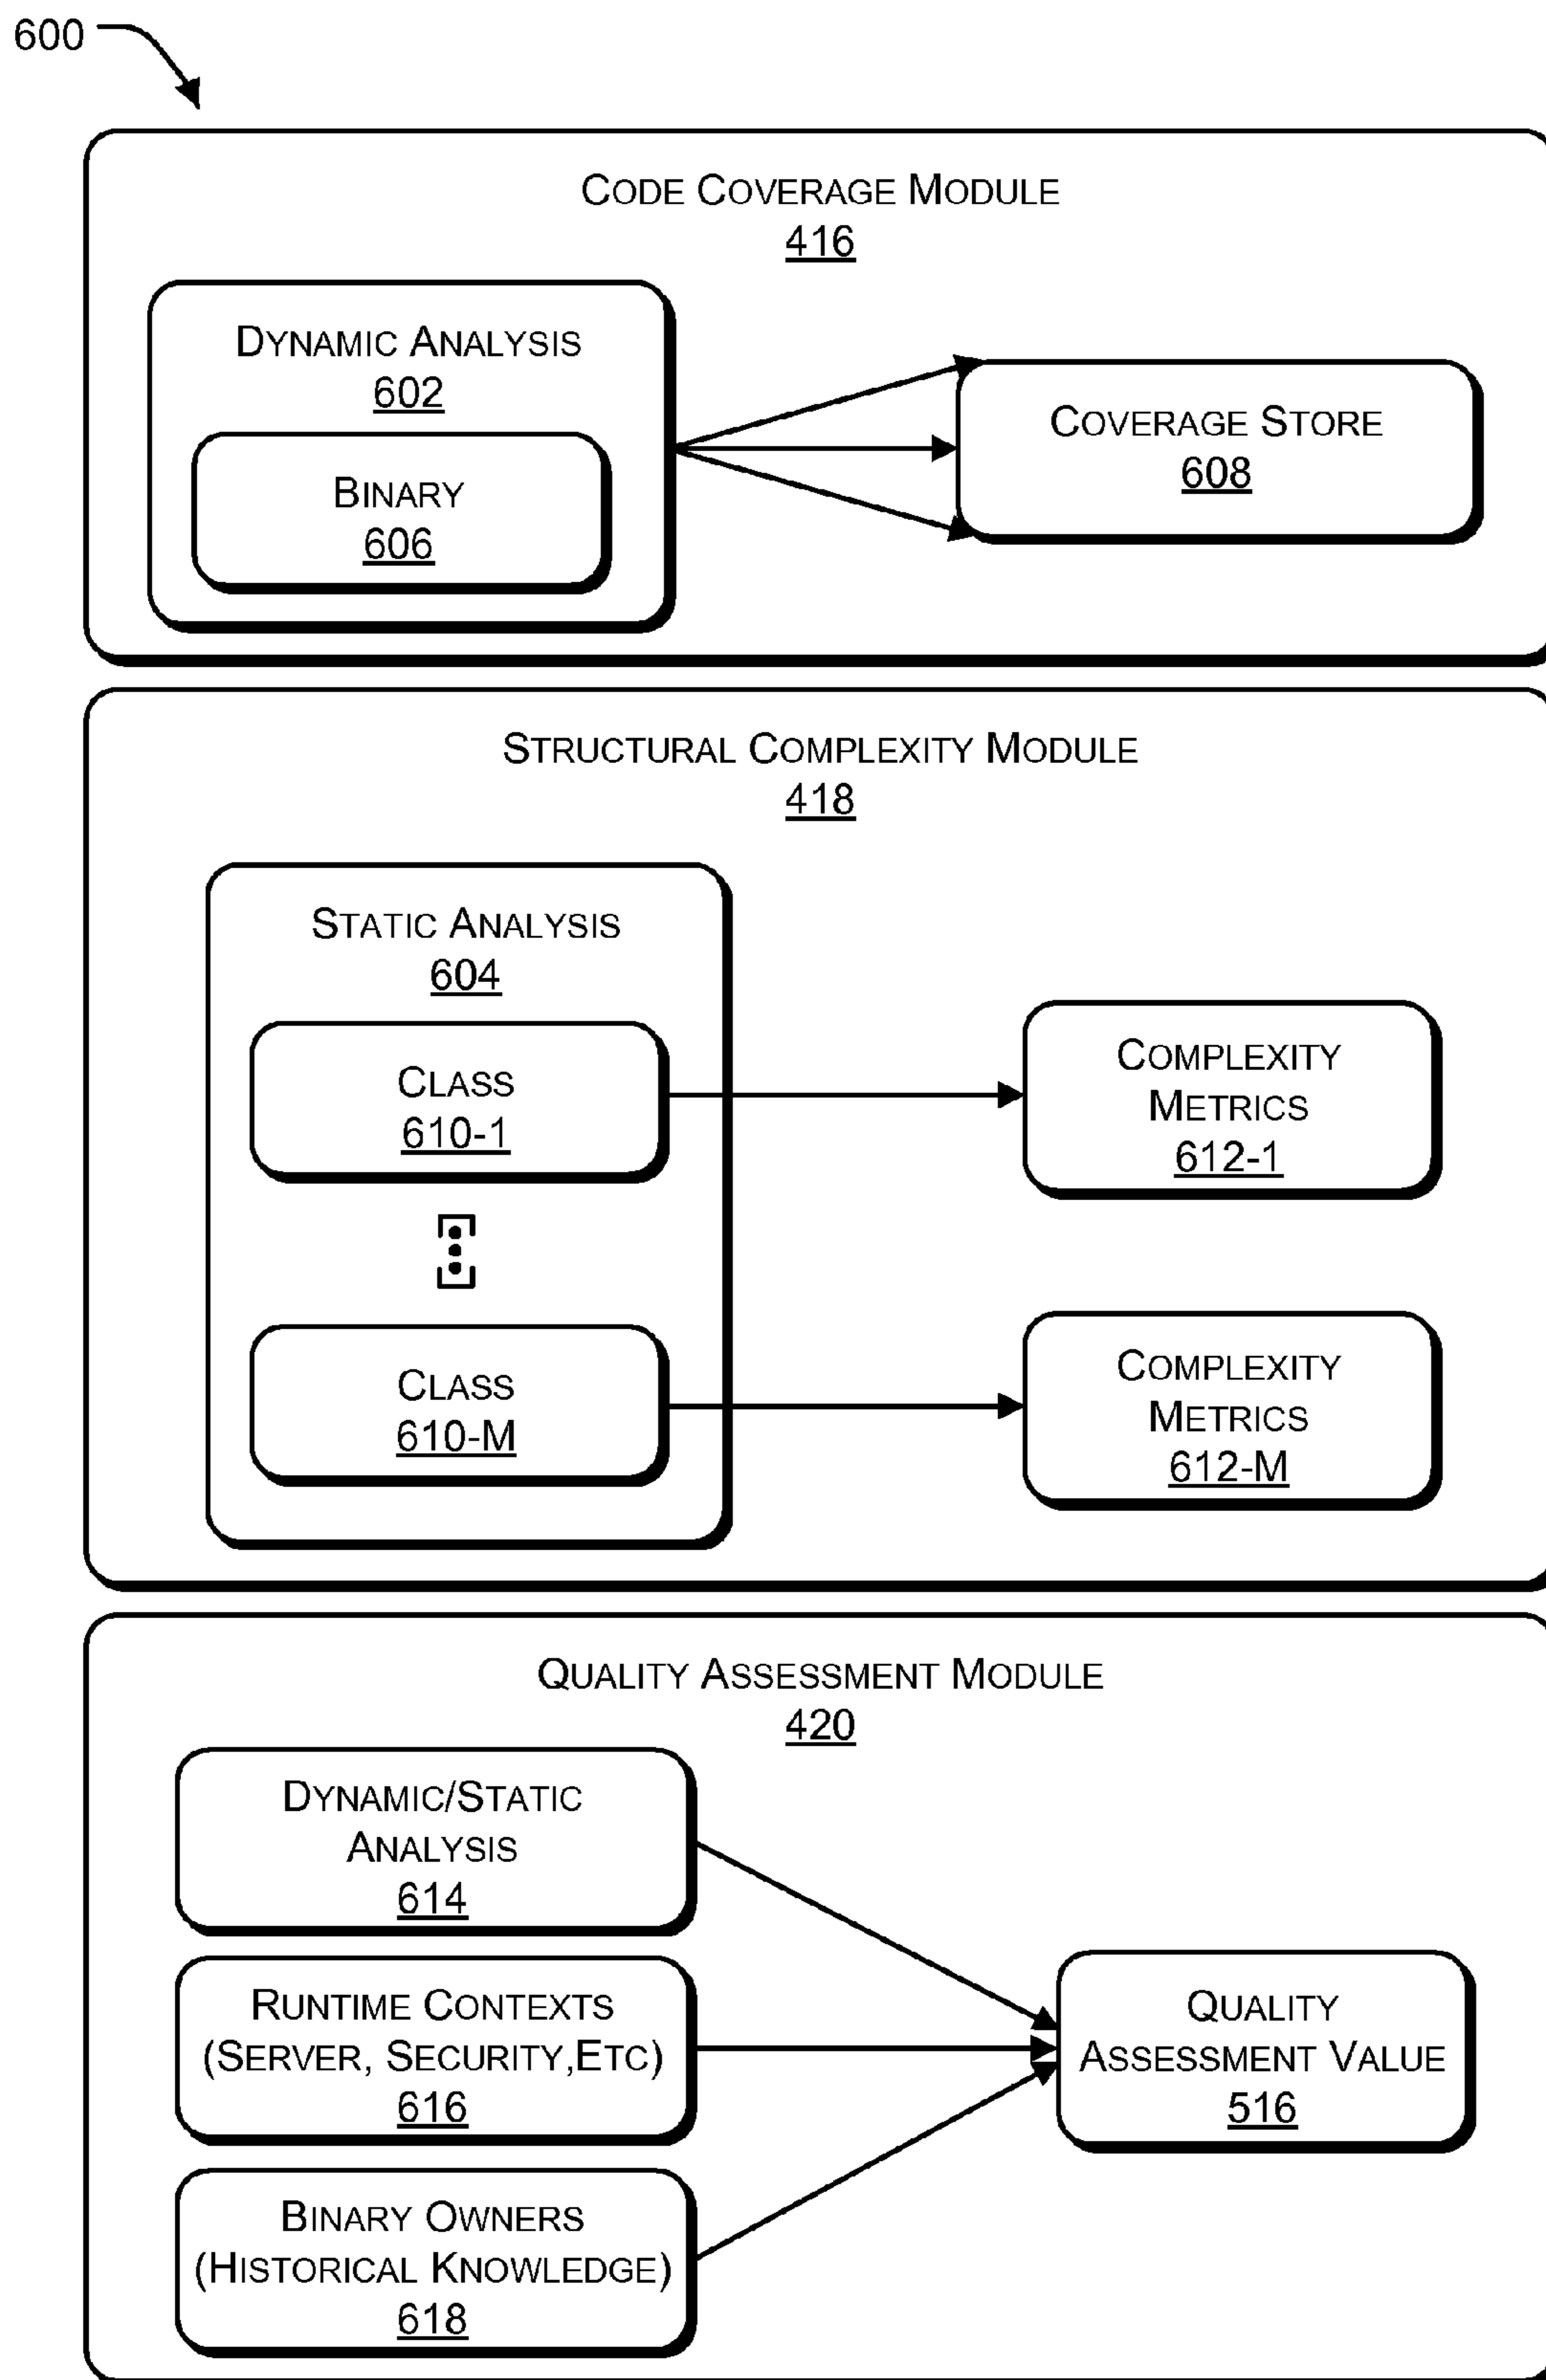 600
CODE COVERAGE MODULE
416
DYNAMIC ANALYSIS
602
BINARY
606
COVERAGE STORE
608
STRUCTURAL COMPLEXITY MODULE
418
STATIC ANALYSIS
604
CLASS
610-1
COMPLEXITY
METRICS
612-1
CLASS
610-M
COMPLEXITY
METRICS
612-M
QUALITY ASSESSMENT MODULE
420
DYNAMIC/STATIC
ANALYSIS
614
RUNTIME CONTEXTS
(SERVER, SECURITY,ETC)
616
BINARY OWNERS
(HISTORICAL KNOWLEDGE)
618
QUALITY
ASSESSMENT VALUE
516